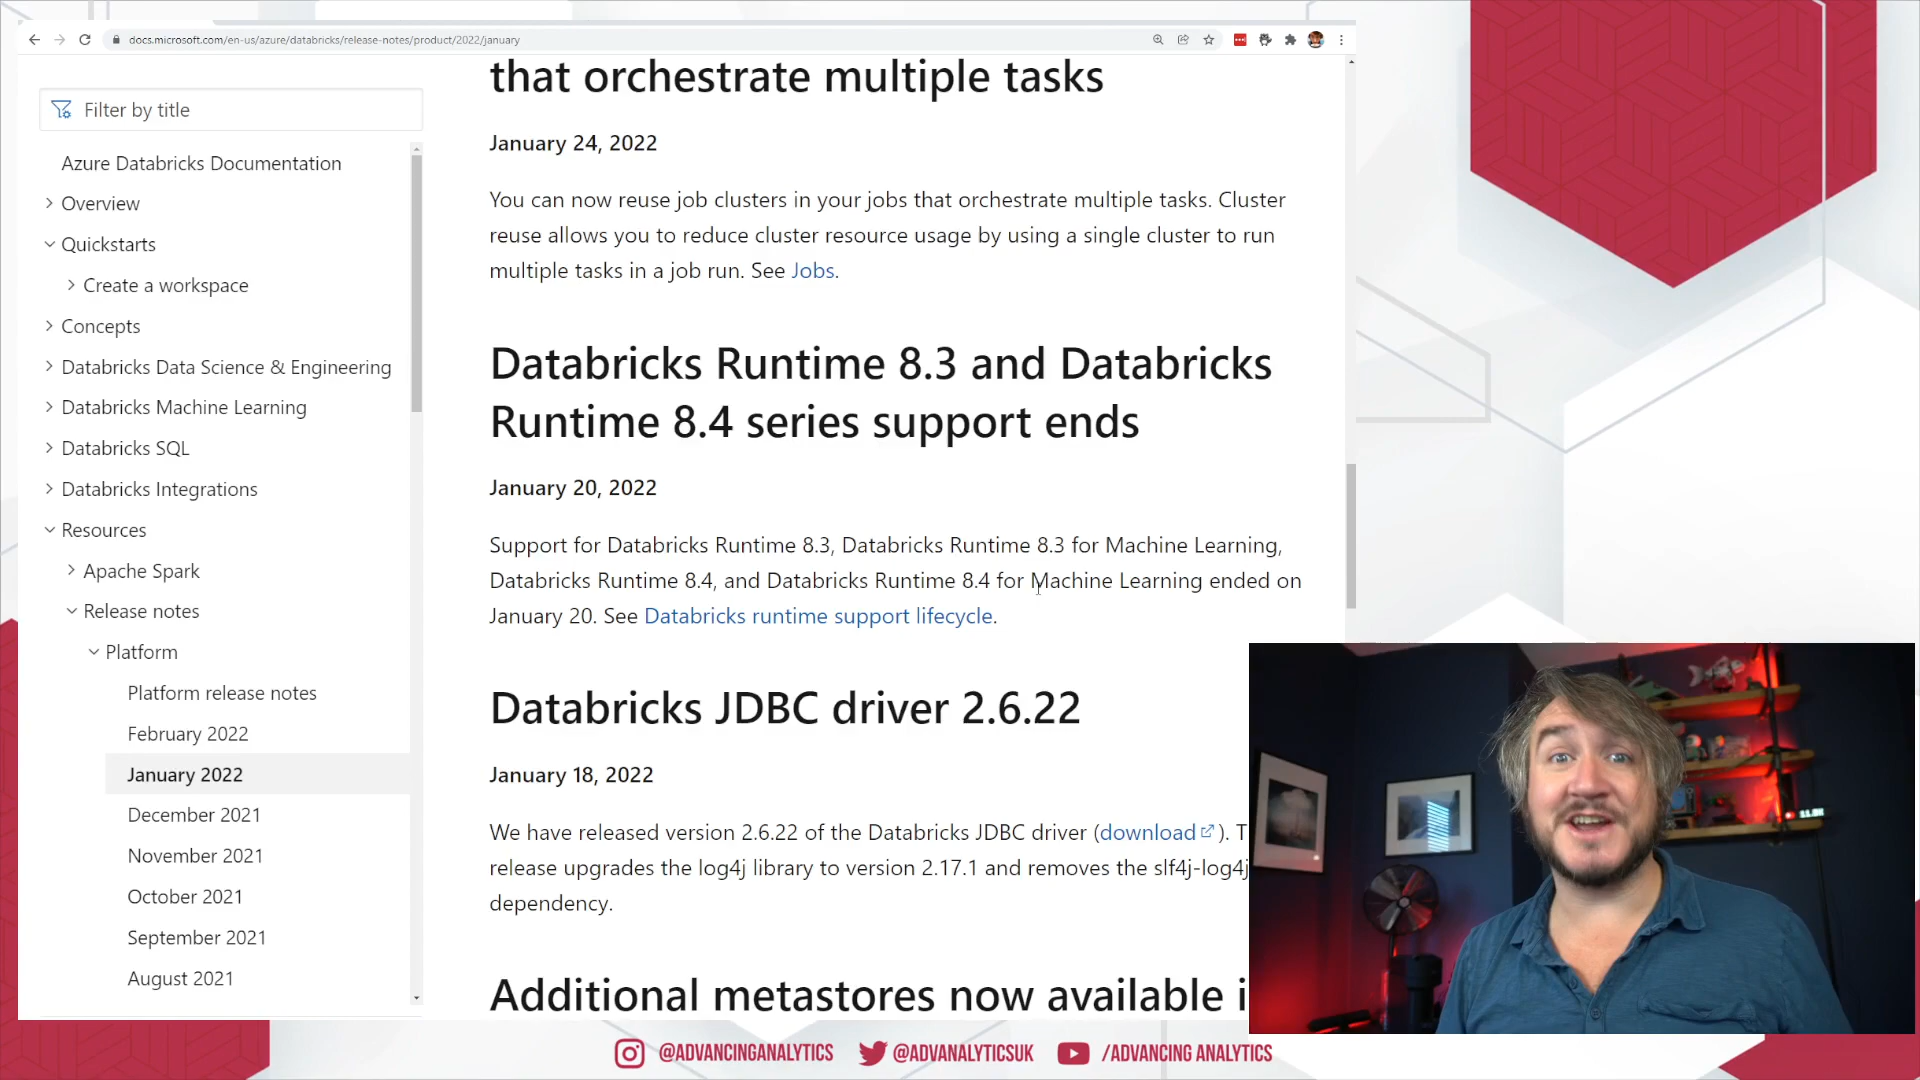 docs.microsoft.com/en-us/azure/databricks/release-notes/product/2022/january
Filter by title
Azure Databricks Documentation
Overview
Quickstarts
Create a workspace
Concepts
Databricks Data Science & Engineering
Databricks Machine Learning
Databricks SQL
Databricks Integrations
Resources
Apache Spark
Release notes
Platform
Platform release notes
February 2022
January 2022
December 2021
November 2021
October 2021
September 2021
August 2021
that orchestrate multiple tasks
January 24, 2022
You can now reuse job clusters in your jobs that orchestrate multiple tasks. Cluster
reuse allows you to reduce cluster resource usage by using a single cluster to run
multiple tasks in a job run. See Jobs.
Databricks Runtime 8.3 and Databricks
Runtime 8.4 series support ends
January 20, 2022
Support for Databricks Runtime 8.3, Databricks Runtime 8.3 for Machine Learning,
Databricks Runtime 8.4, and Databricks Runtime 8.4 for Machine Learning ended on
January 20. See Databricks runtime support lifecycle.
Databricks JDBC driver 2.6.22
January 18, 2022
We have released version 2.6.22 of the Databricks JDBC driver (download). T
release upgrades the log4j library to version 2.17.1 and removes the slf4j-log4j
dependency.
Additional metastores now available i
@ADVANCINGANALYTICS
@ADVANALYTICSUK
/ADVANCING ANALYTICS